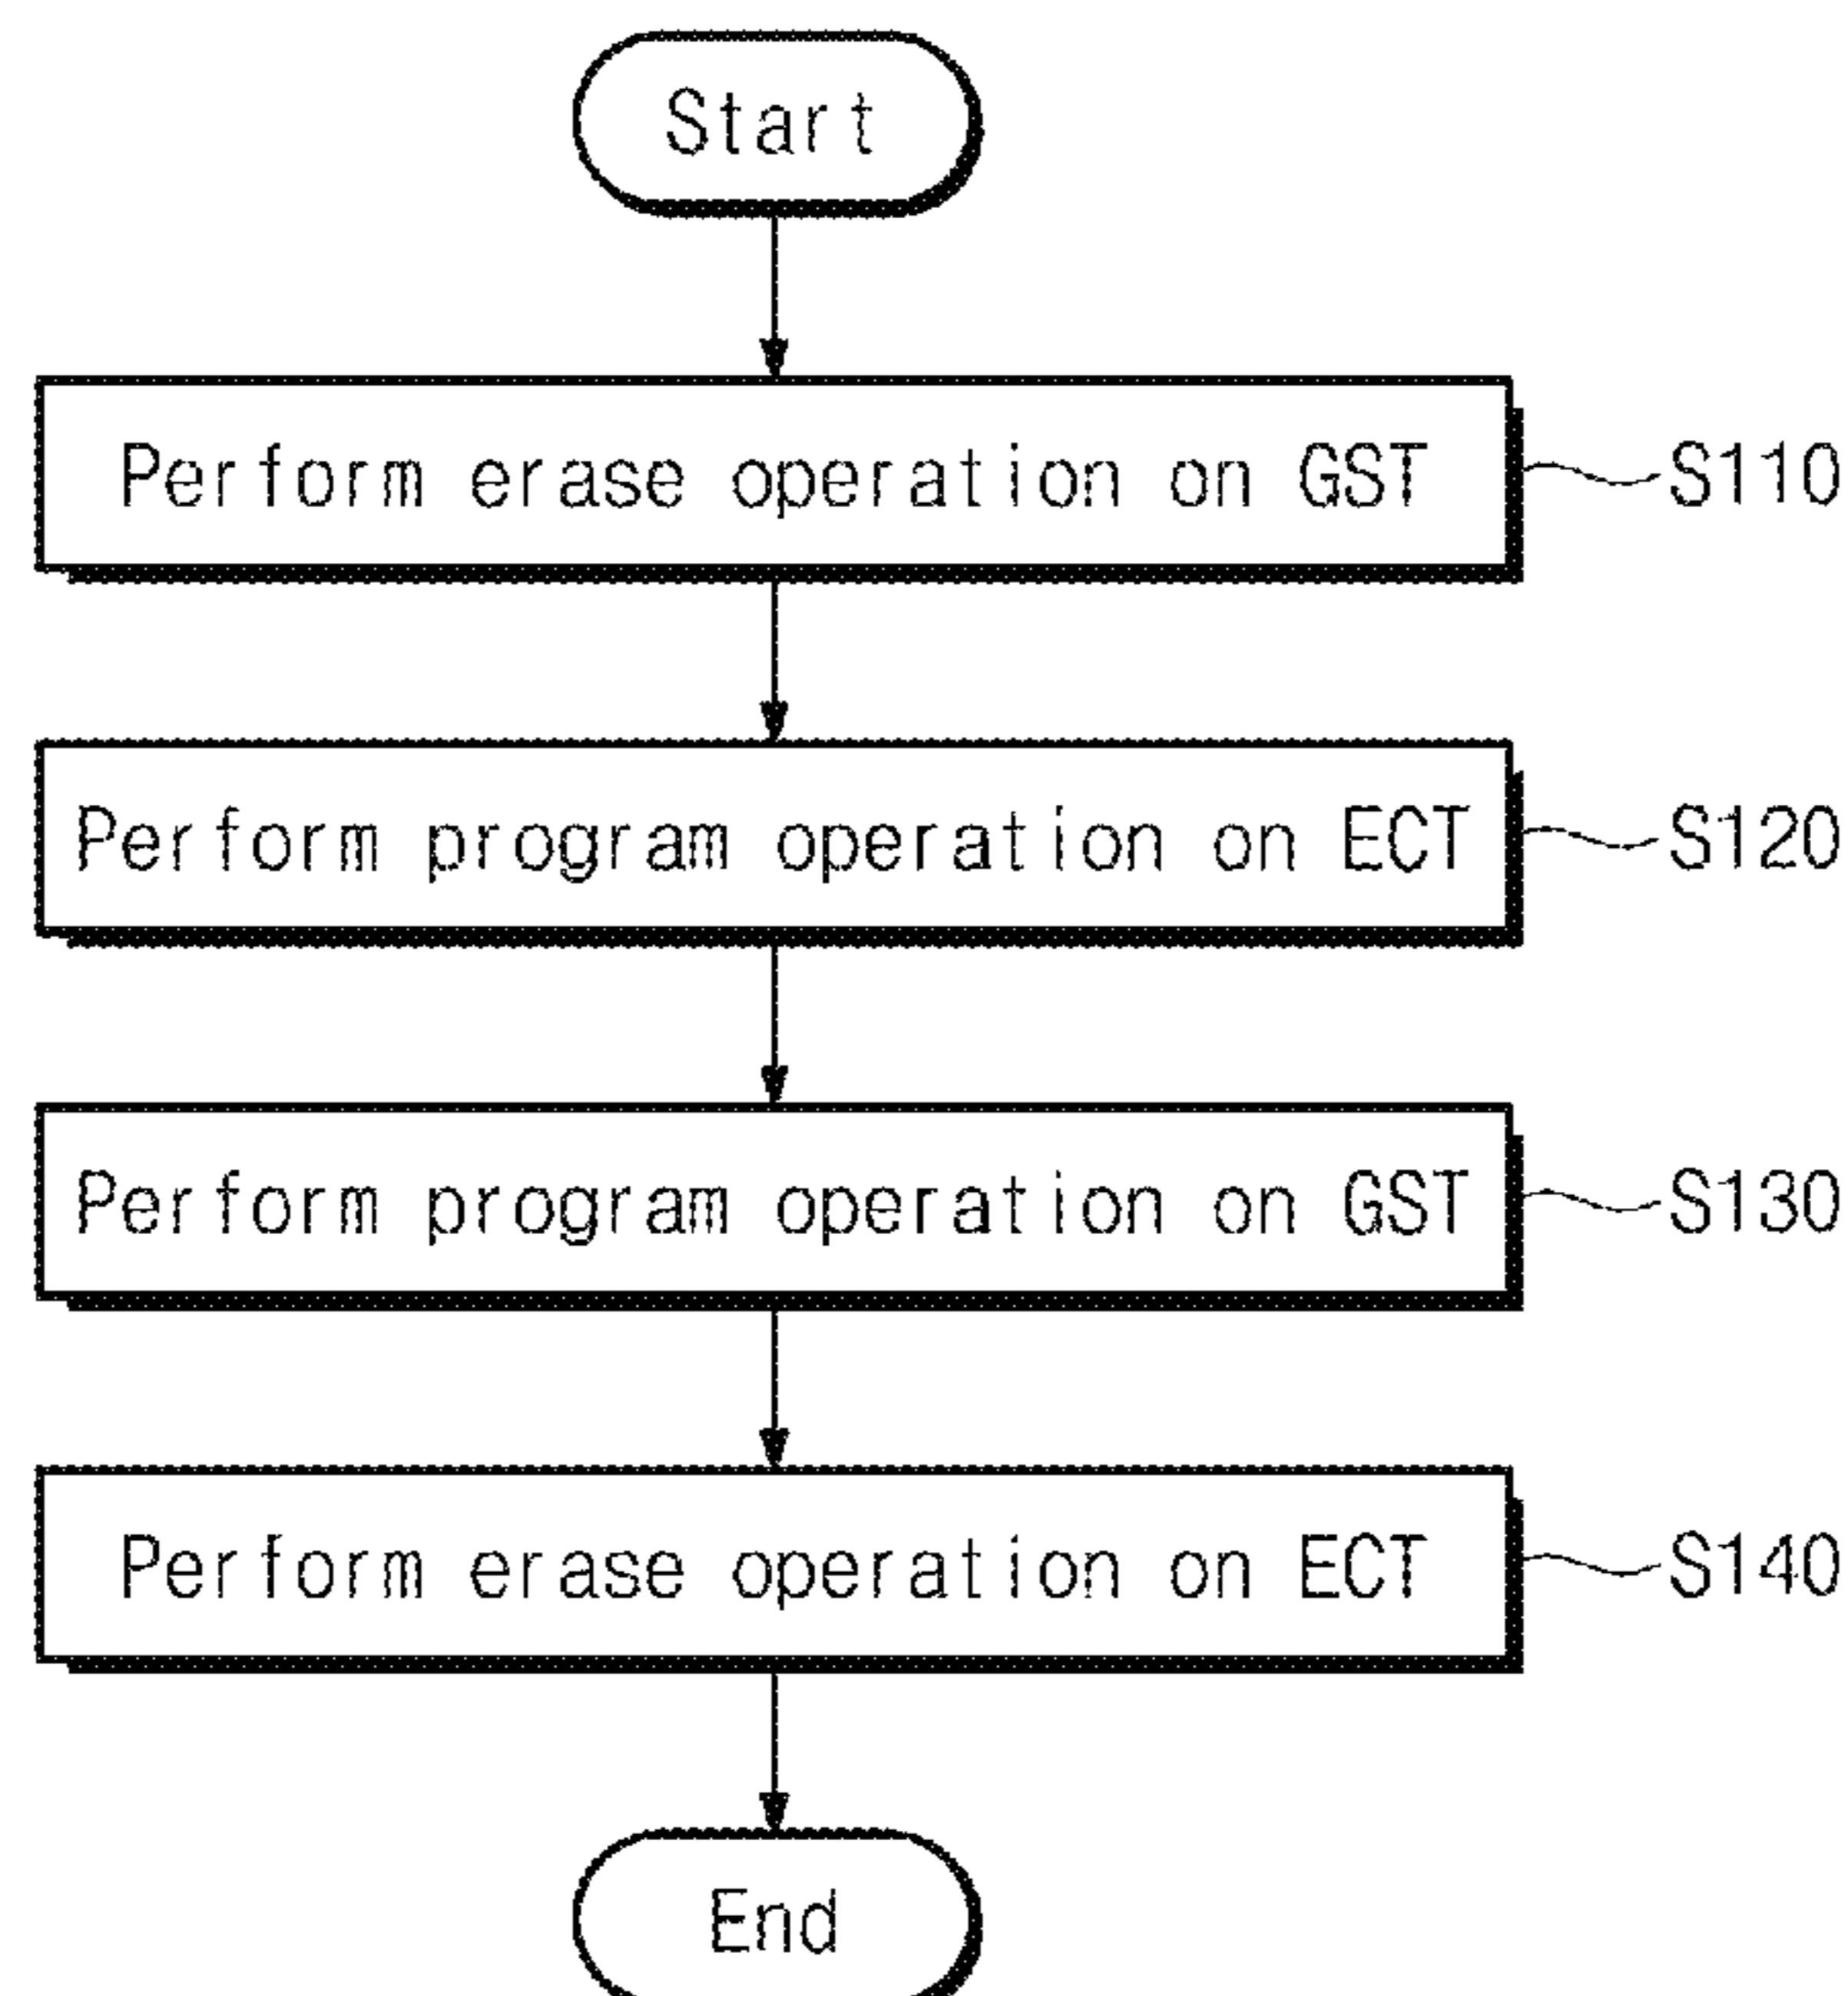 Start
Perform erase operation on GST
S110
Perform program operation on ECT
S120
Perform program operation on GST
S130
Perform erase operation on ECT
S140
End